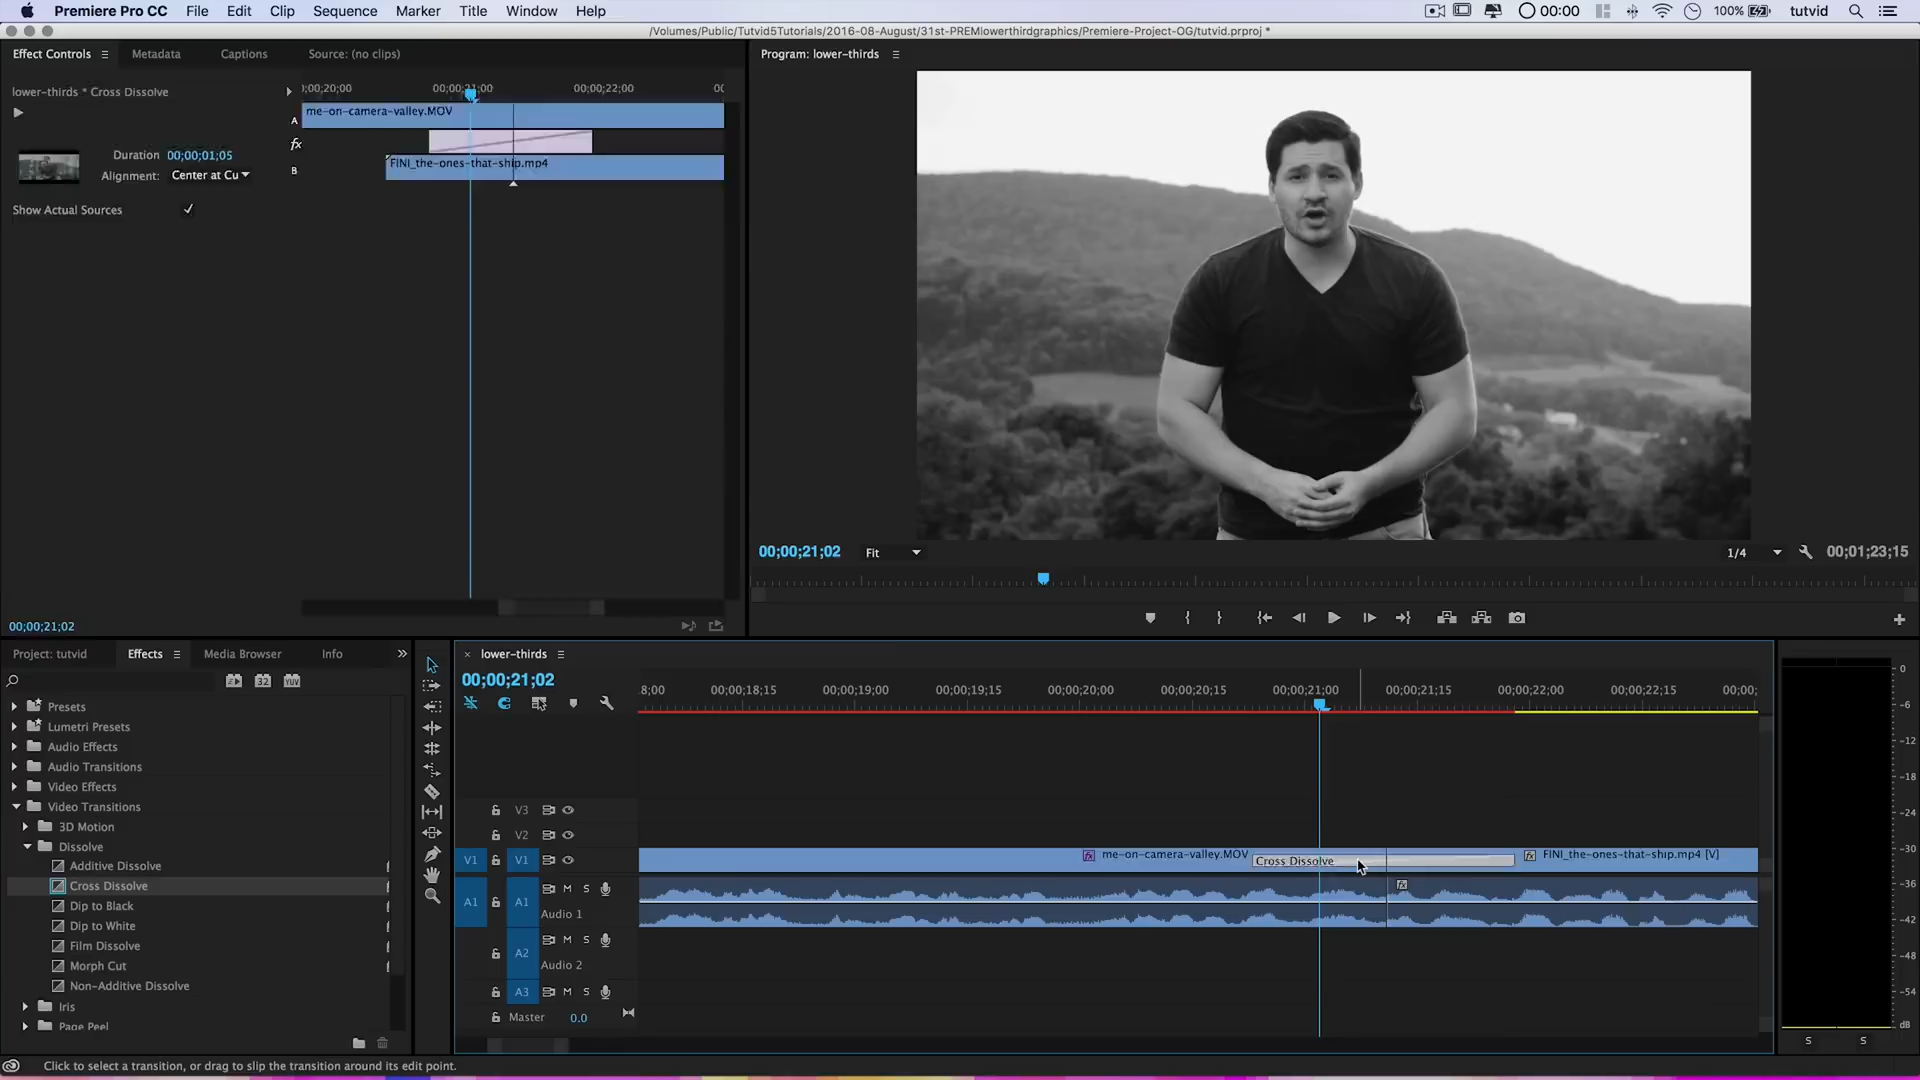 Premiere Pro CC File Edit Clip Sequence Marker Title Window Help 00:00 100% tutvid
/Volumes/Public/Tutvid5Tutorials/2016-08-August/31st-PREMlowerthirdgraphics/Premiere-Project-OG/tutvid.prproj *
Effect Controls Metadata Captions Source: (no clips)
Program: lower-thirds
lower-thirds * Cross Dissolve
;00;20;00 00;00;21;00 00;00;22;00 00
A me-on-camera-valley.MOV
fx
B FINI_the-ones-that-ship.mp4
Duration 00;00;01;05
Alignment: Center at Cu
Show Actual Sources
00;00;21;02 Fit 1/4 00;01;23;15
00;00;21;02
Project: tutvid Effects Media Browser Info
32 YUV
Presets
Lumetri Presets
Audio Effects
Audio Transitions
Video Effects
Video Transitions
3D Motion
Dissolve
Additive Dissolve
Cross Dissolve
Dip to Black
Dip to White
Film Dissolve
Morph Cut
Non-Additive Dissolve
Iris
Page Peel
× lower-thirds
00;00;21;02
8;00 00;00;18;15 00;00;19;00 00;00;19;15 00;00;20;00 00;00;20;15 00;00;21;00 00;00;21;15 00;00;22;00 00;00;22;15 00;00;
V3
V2
V1 V1 fx me-on-camera-valley.MOV Cross Dissolve fx FINI_the-ones-that-ship.mp4 [V]
A1 A1 M S fx
Audio 1
A2 M S
Audio 2
A3 M S
Master 0.0
0
-6
-12
-18
-24
-30
-36
-42
-48
-54
dB
S S
Click to select a transition, or drag to slip the transition around its edit point.